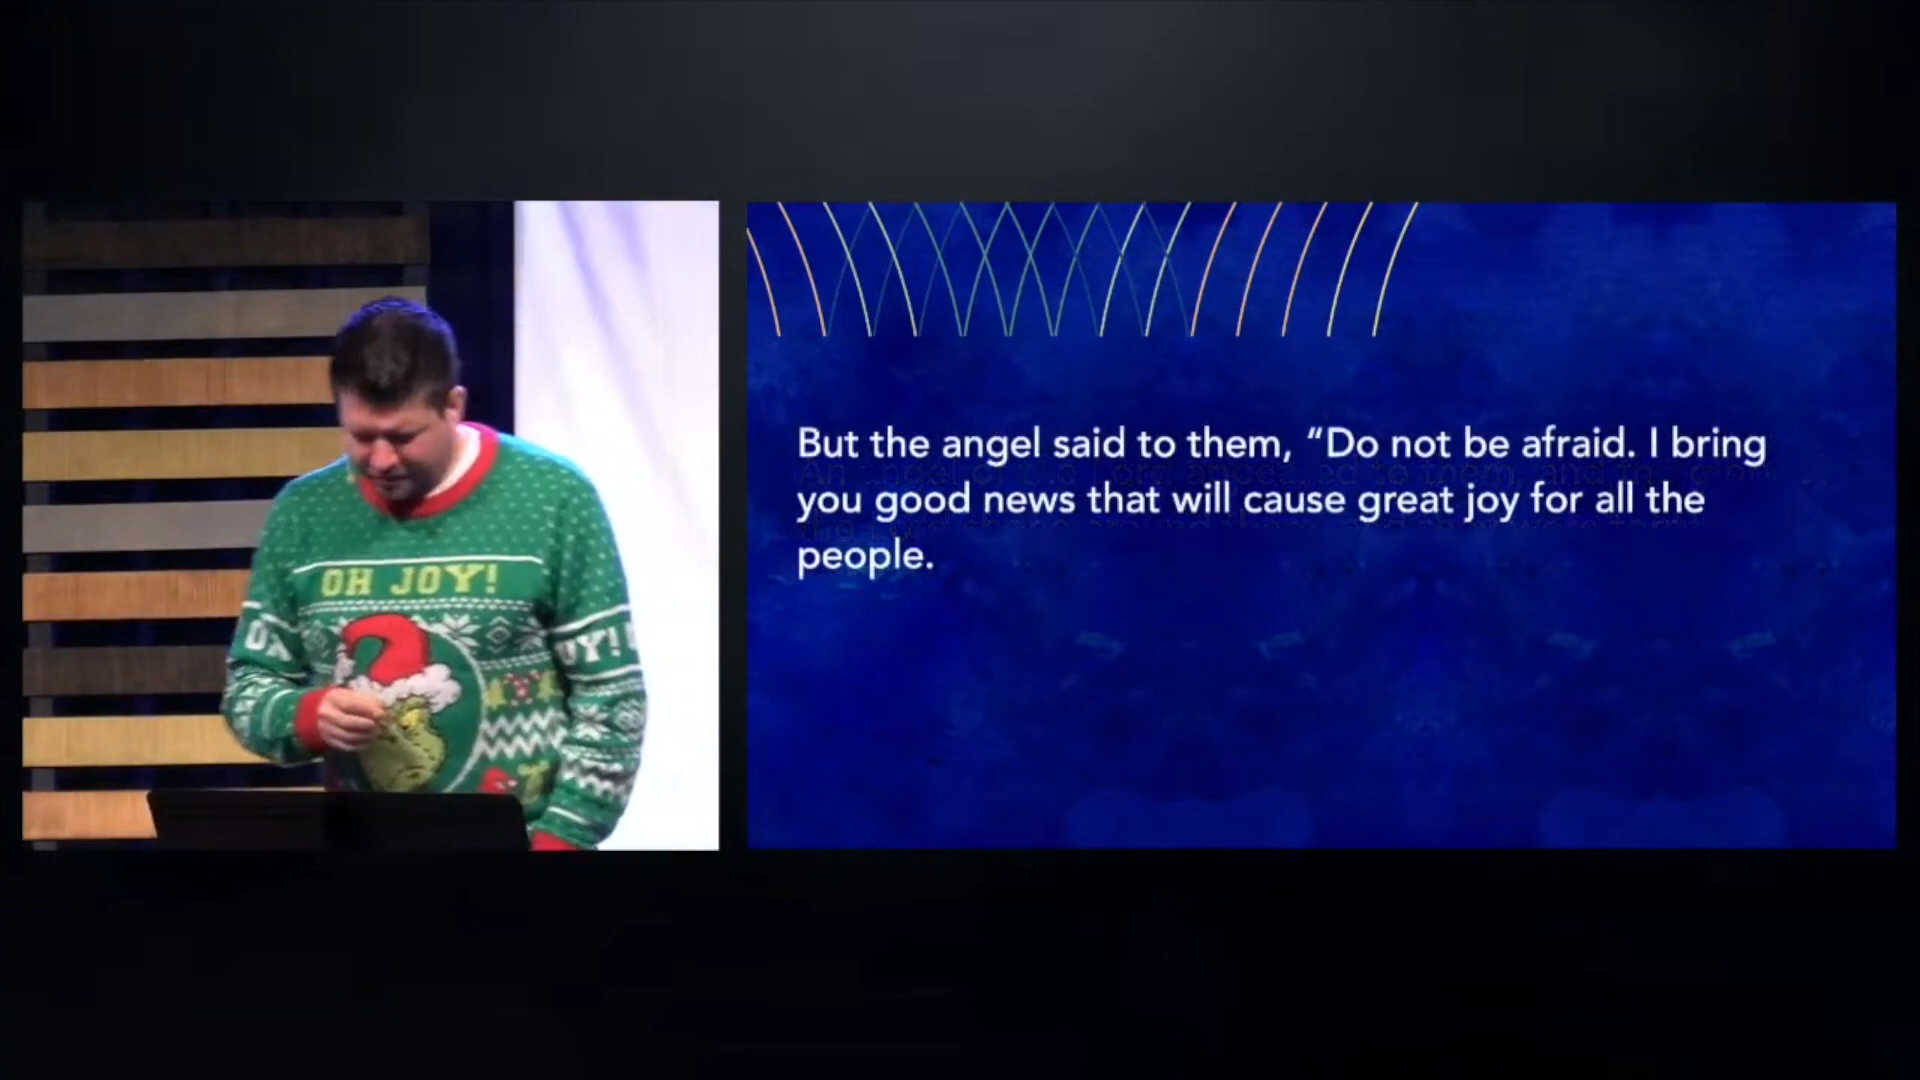 But the angel said to them, “Do not be afraid. I bring
you good news that will cause great joy for all the
people.
OH JOY!
OY!